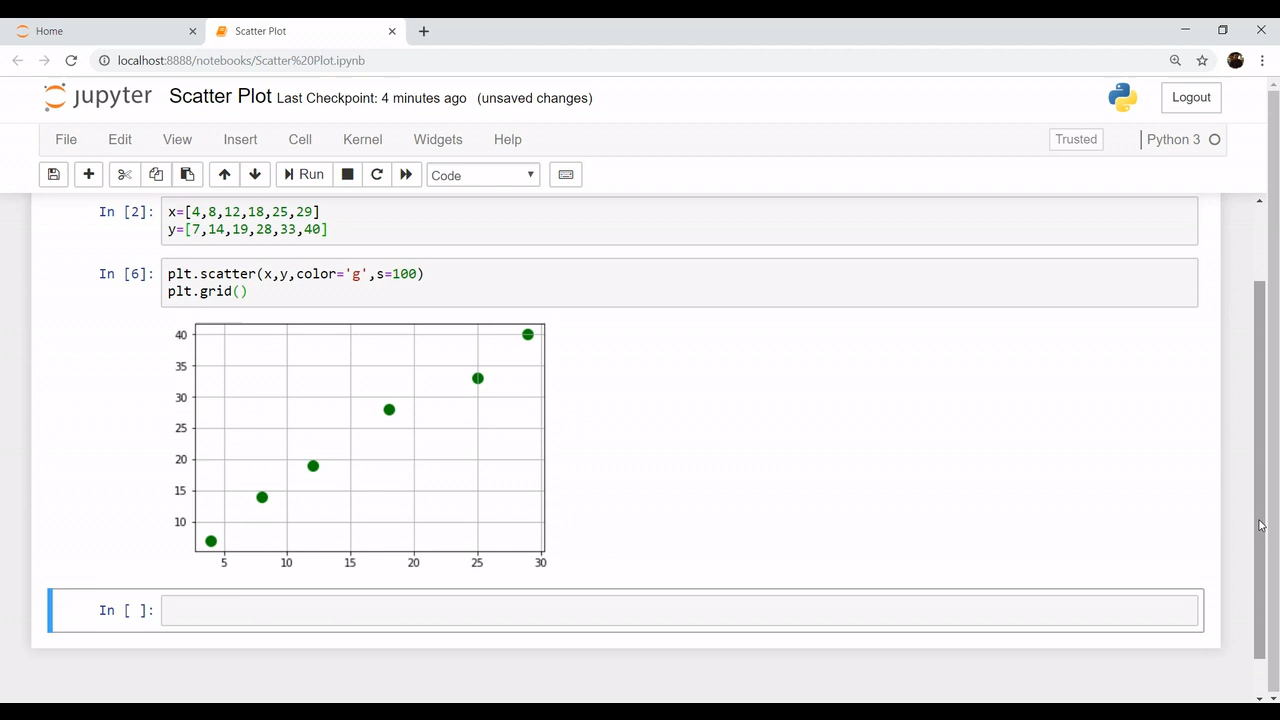 Home
Scatter Plot
localhost:8888/notebooks/Scatter%20Plot.ipynb
jupyter Scatter Plot Last Checkpoint: 4 minutes ago (unsaved changes)
Logout
File Edit View Insert Cell Kernel Widgets Help
Trusted
Python 3
Run
Code
In [2]: x=[4,8,12,18,25,29]
y=[7,14,19,28,33,40]
In [6]: plt.scatter(x,y,color='g',s=100)
plt.grid()
40
35
30
25
20
15
10
5 10 15 20 25 30
In [ ]: